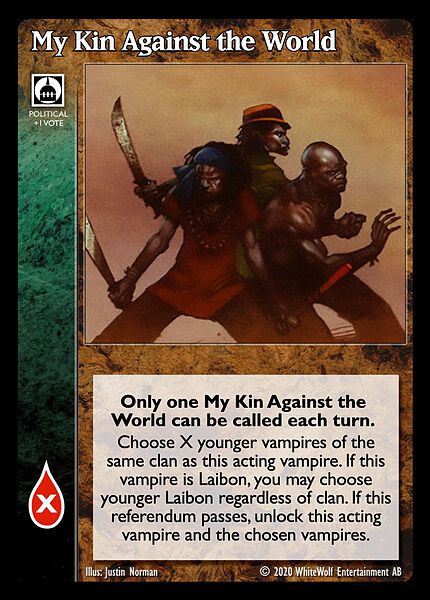 My Kin Against the World
POLITICAL
+1 VOTE
Only one My Kin Against the
World can be called each turn.
Choose X younger vampires of the
same clan as this acting vampire. If this
vampire is Laibon, you may choose
younger Laibon regardless of clan. If this
referendum passes, unlock this acting
vampire and the chosen vampires.
X
Illus: Justin Norman
© 2020 WhiteWolf Entertainment AB